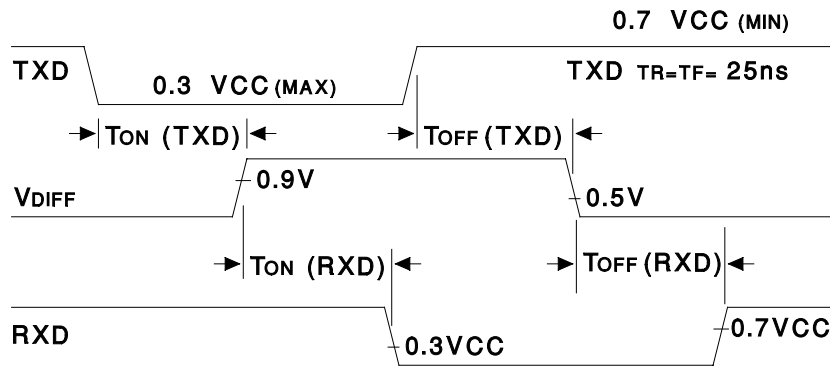 0.7 VCC (MIN)
TXD
TXD TR=TF= 25ns
0.3 VCC (MAX)
TON (TXD)
TOFF (TXD)
0.9V
VDIFF
0.5V
TON (RXD)
TOFF (RXD)
RXD
0.7VCC
0.3VCC